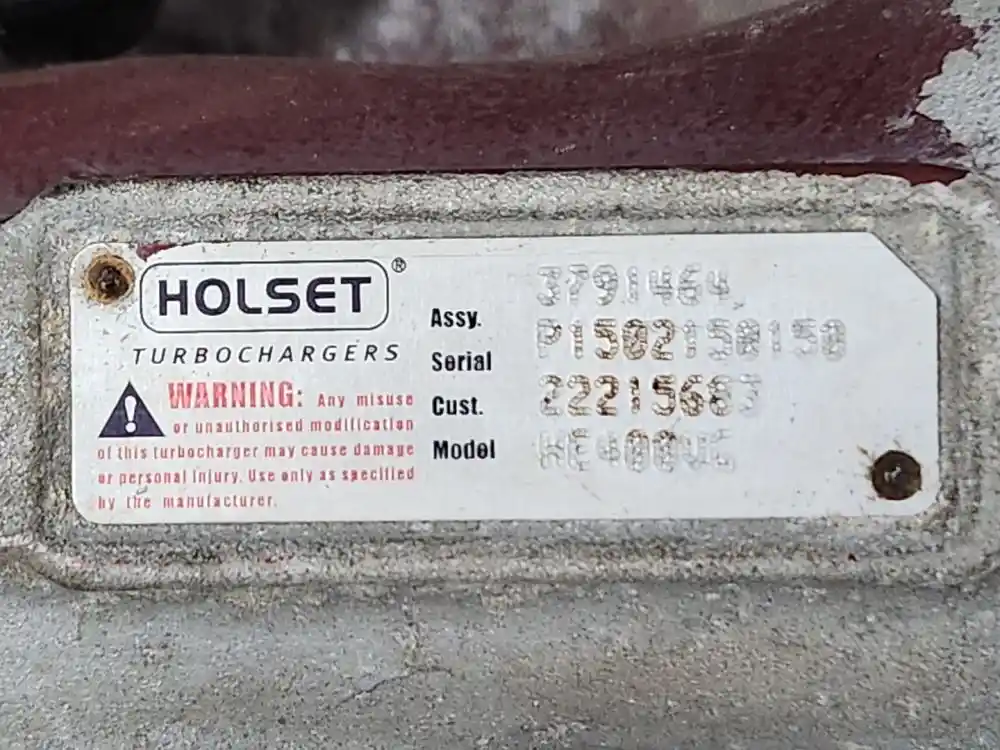 HOLSET®
TURBOCHARGERS
WARNING: Any misuse
or unauthorised modification
of this turbocharger may cause damage
or personal injury. Use only as specified
by the manufacturer.
Assy. 3791464
Serial P1502150150
Cust.
Model HE400VG